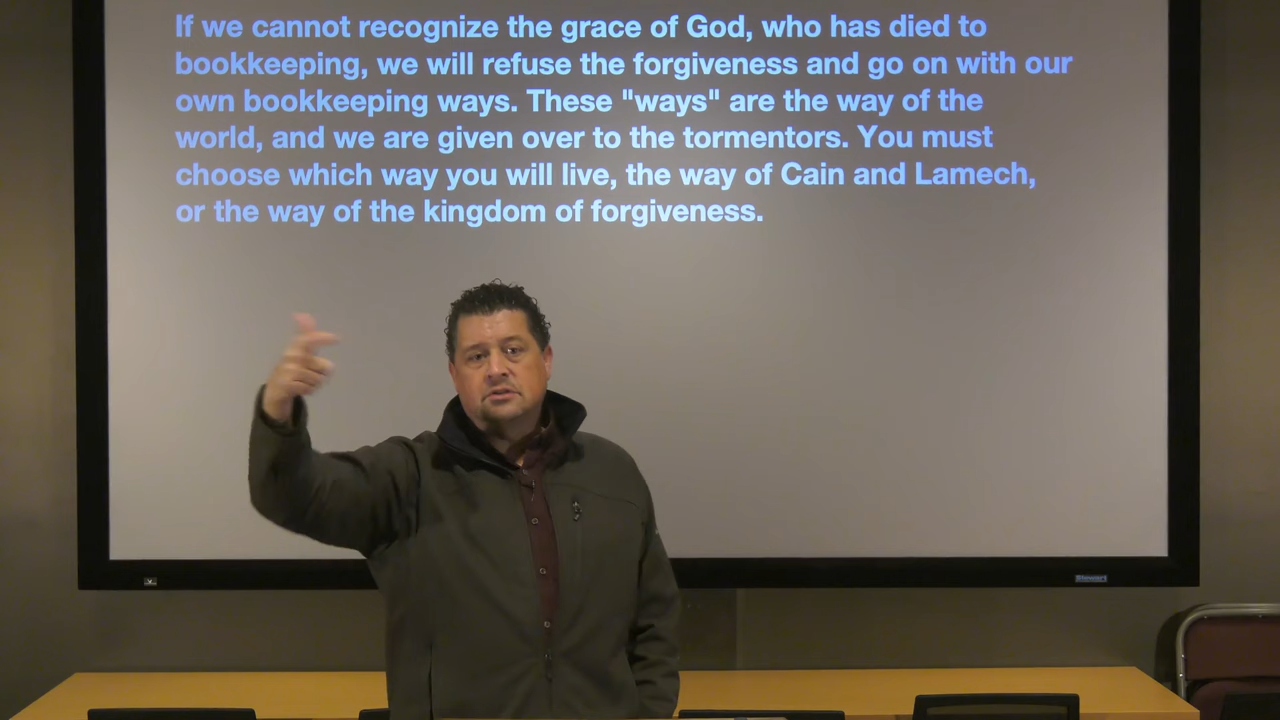 If we cannot recognize the grace of God, who has died to
bookkeeping, we will refuse the forgiveness and go on with our
own bookkeeping ways. These "ways" are the way of the
world, and we are given over to the tormentors. You must
choose which way you will live, the way of Cain and Lamech,
or the way of the kingdom of forgiveness.